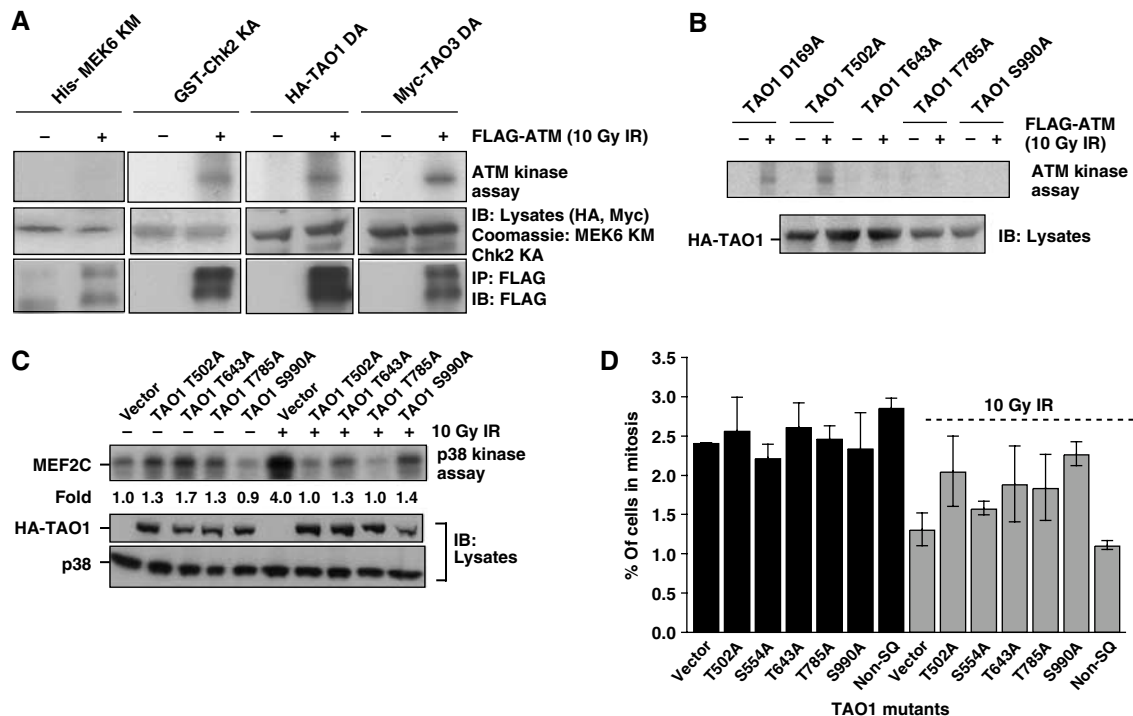 A
His- MEK6 KM
GST-Chk2 KA
HA-TAO1 DA
Myc-TAO3 DA
− + − + − + − + FLAG-ATM (10 Gy IR)
ATM kinase
assay
IB: Lysates (HA, Myc)
Coomassie: MEK6 KM
Chk2 KA
IP: FLAG
IB: FLAG
B
TAO1 D169A
TAO1 T502A
TAO1 T643A
TAO1 T785A
TAO1 S990A
− + − + − + − + − +
FLAG-ATM
(10 Gy IR)
ATM kinase
assay
HA-TAO1
IB: Lysates
C
Vector
TAO1 T502A
TAO1 T643A
TAO1 T785A
TAO1 S990A
Vector
TAO1 T502A
TAO1 T643A
TAO1 T785A
TAO1 S990A
− − − − − + + + + + 10 Gy IR
MEF2C
p38 kinase
assay
Fold 1.0 1.3 1.7 1.3 0.9 4.0 1.0 1.3 1.0 1.4
HA-TAO1
p38
IB:
Lysates
D
% Of cells in mitosis
3.5
3.0
2.5
2.0
1.5
1.0
0.5
0.0
10 Gy IR
Vector
T502A
S554A
T643A
T785A
S990A
Non-SQ
Vector
T502A
S554A
T643A
T785A
S990A
Non-SQ
TAO1 mutants